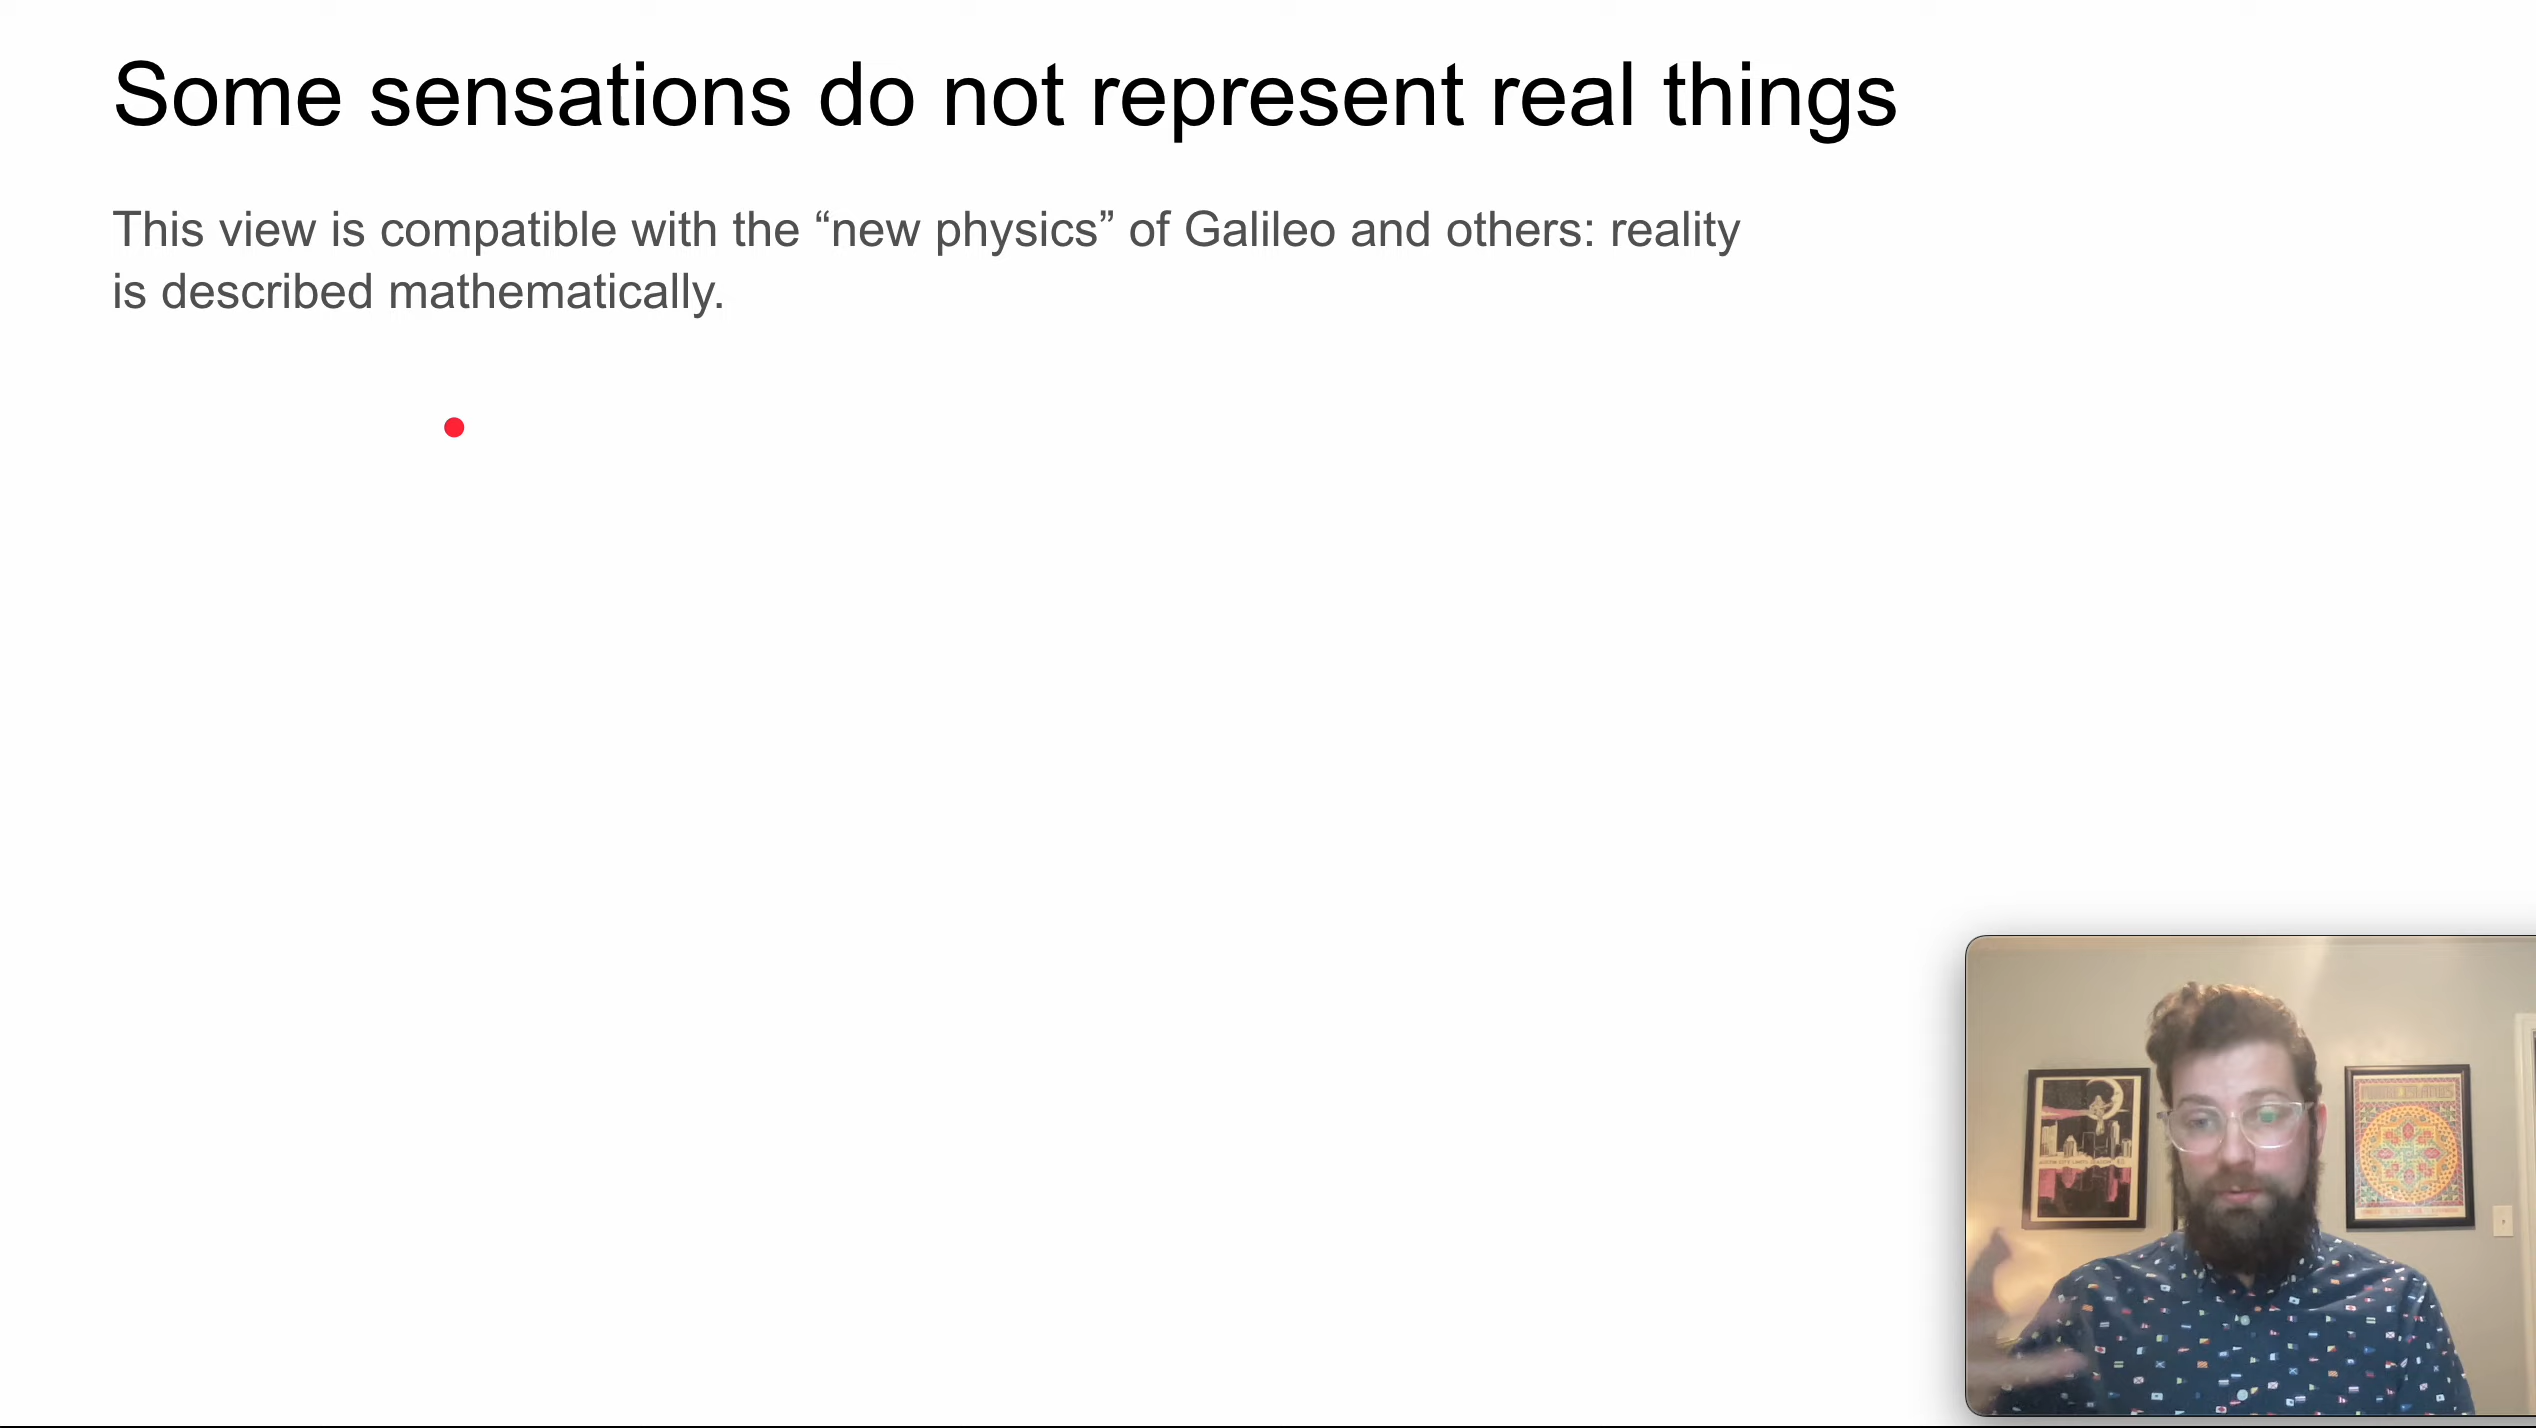 Some sensations do not represent real things
This view is compatible with the “new physics” of Galileo and others: reality
is described mathematically.